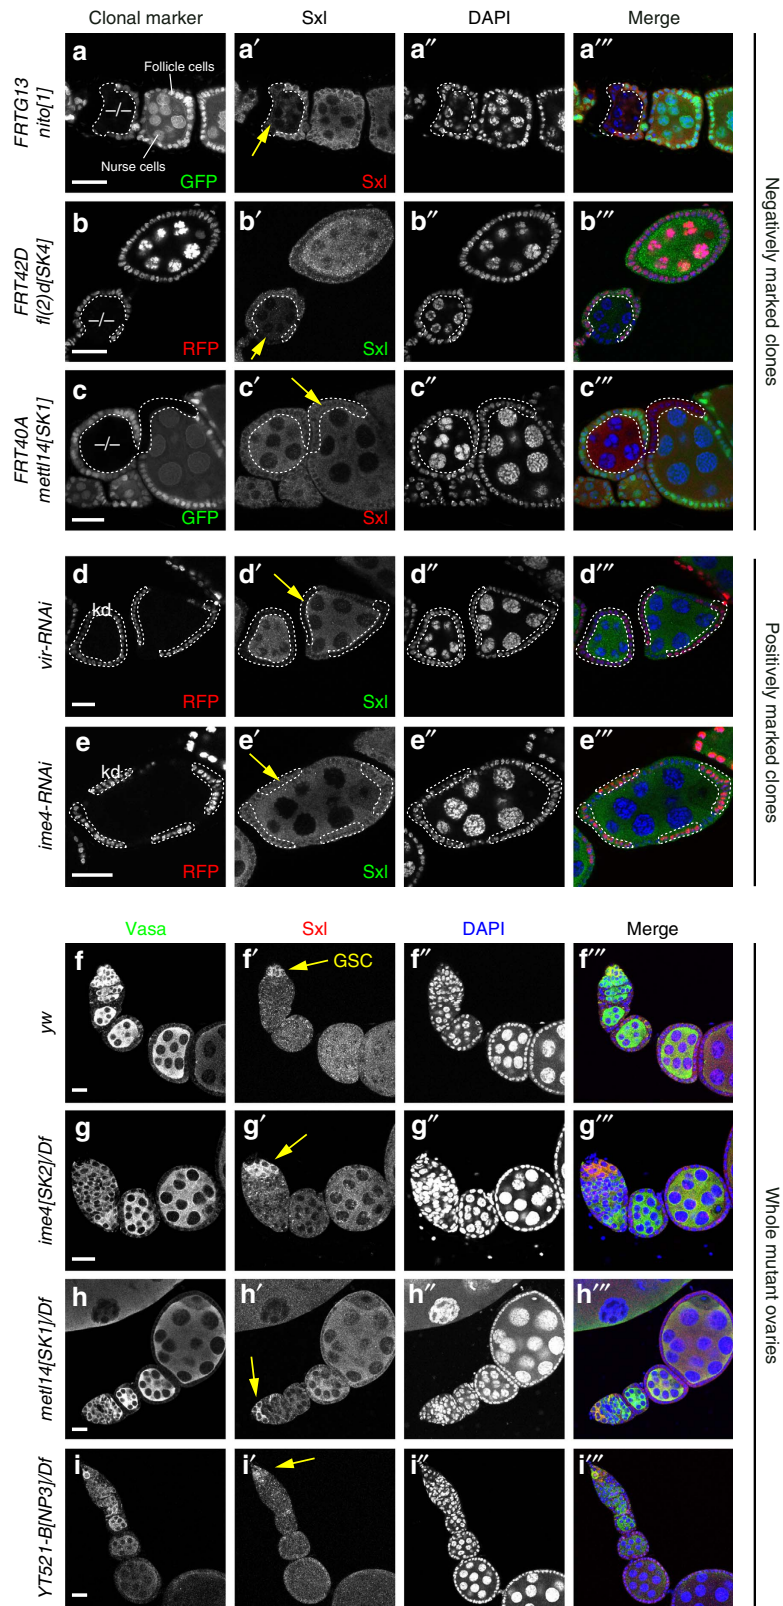 Clonal marker Sxl DAPI Merge
FRTG13 nito[1]
a a′ a″ a‴
Follicle cells
–/–
Nurse cells
GFP Sxl
FRT42D fl(2)d[SK4]
b b′ b″ b‴
–/–
RFP Sxl
FRT40A mettl14[SK1]
c c′ c″ c‴
–/–
GFP Sxl
Negatively marked clones
vir-RNAi
d d′ d″ d‴
kd
RFP Sxl
ime4-RNAi
e e′ e″ e‴
kd
RFP Sxl
Positively marked clones
Vasa Sxl DAPI Merge
yw
f f′ f″ f‴
GSC
ime4[SK2]/Df
g g′ g″ g‴
metl14[SK1]/Df
h h′ h″ h‴
YT521-B[NP3]/Df
i i′ i″ i‴
Whole mutant ovaries